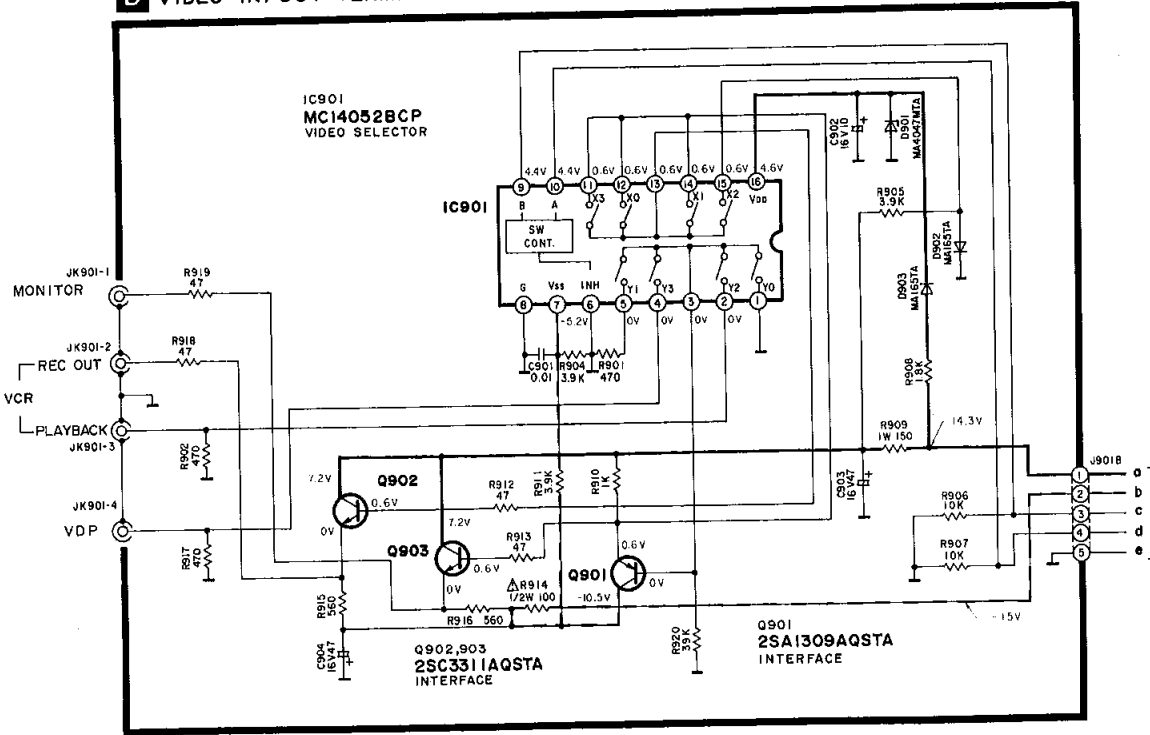 B VIDEO IN/OUT
IC901
MC14052BCP
VIDEO SELECTOR
C902
16V10
D901
MA4047MTA
4.4V 4.4V 0.6V 0.6V 0.6V 0.6V 4.6V
9 10 11 12 13 14 15 16
IC901
B A X3 X0 X1 X2 VDD
SW
CONT.
R905
3.9K
D902
MA165TA
D903
MA165TA
G VSS INH Y1 Y3 Y2 Y0
8 7 6 5 4 3 2 1
-5.2V 0V 0V 0V 0V
JK901-1
MONITOR
R919
47
JK901-2
REC OUT
R918
47
VCR
PLAYBACK
JK901-3
R902
470
JK901-4
VDP
R917
470
C901
0.01
R904
3.9K
R901
470
R908
1.8K
R909
1W 150
14.3V
7.2V
Q902
0.6V
0V
R912
47
R911
3.9K
R910
1K
C903
16V47
J901B
1 a
2 b
3 c
4 d
5 e
R906
10K
R907
10K
7.2V
Q903
0.6V
0V
R913
47
0.6V
Q901
0V
-10.5V
R914
1/2W 100
R915
560
R916 560
-15V
C904
16V47
R920
39K
Q902,903
2SC3311AQSTA
INTERFACE
Q901
2SA1309AQSTA
INTERFACE